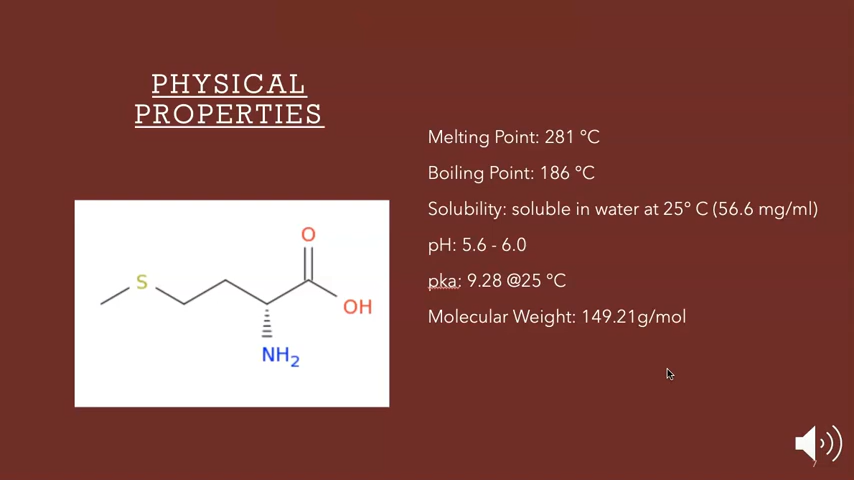 PHYSICAL
PROPERTIES
Melting Point: 281 °C
Boiling Point: 186 °C
Solubility: soluble in water at 25° C (56.6 mg/ml)
pH: 5.6 - 6.0
pka: 9.28 @25 °C
Molecular Weight: 149.21g/mol
O
S
OH
NH₂